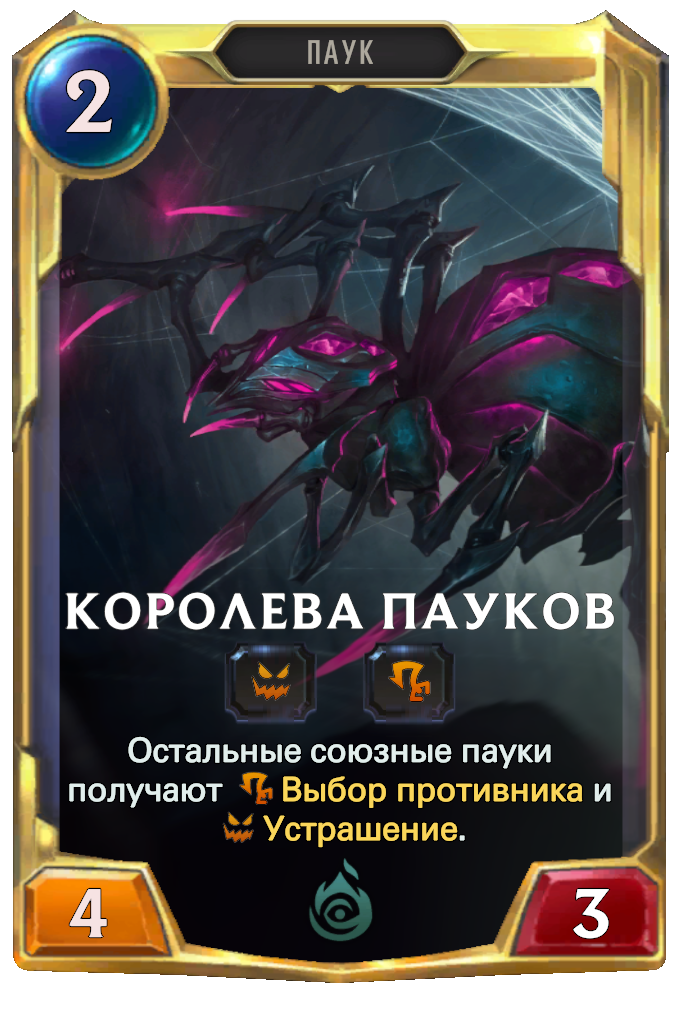 ПАУК
2
КОРОЛЕВА ПАУКОВ
Остальные союзные пауки
получают Выбор противника и
Устрашение.
4
3